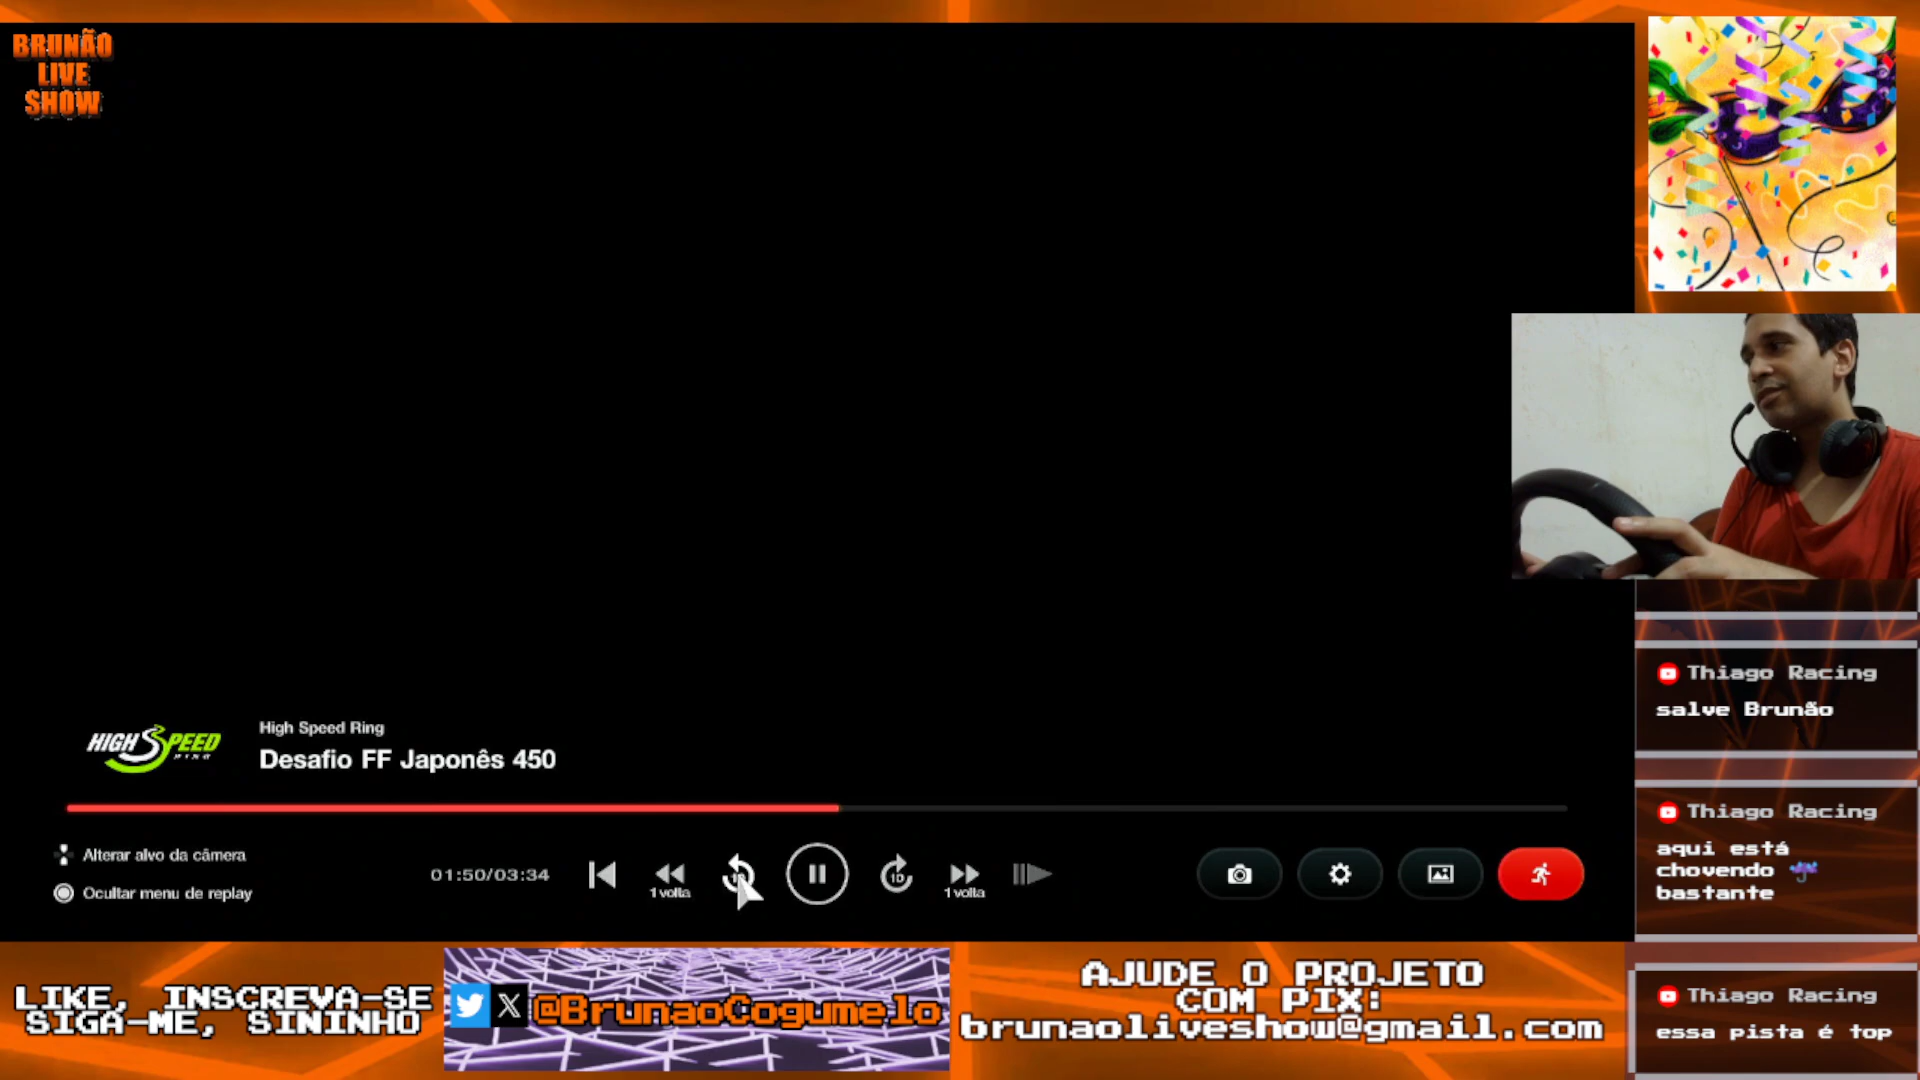 BRUNÃO
LIVE
SHOW
HIGH SPEED
RING
High Speed Ring
Desafio FF Japonês 450
Alterar alvo da câmera
Ocultar menu de replay
01:50/03:34
1 volta
10
10
1 volta
Thiago Racing
salve Brunão
Thiago Racing
aqui está
chovendo
bastante
Thiago Racing
essa pista é top
LIKE, INSCREVA-SE
SIGA-ME, SININHO
@BrunaoCogumelo
AJUDE O PROJETO
COM PIX:
brunaoliveshow@gmail.com